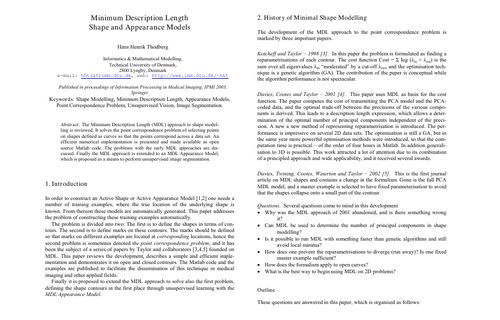 Minimum Description Length
Shape and Appearance Models
Hans Henrik Thodberg
Informatics & Mathematical Modelling,
Technical University of Denmark,
2800 Lyngby, Denmark
Published in proceedings of Information Processing in Medical Imaging, IPMI 2003,
Springer
Keywords: Shape Modelling, Minimum Description Length, Appearance Models,
Point Correspondence Problem, Unsupervised Vision, Image Segmentation.
Abstract. The Minimum Description Length (MDL) approach to shape model-
ling is reviewed. It solves the point correspondence problem of selecting points
on shapes defined as curves so that the points correspond across a data set. An
efficient numerical implementation is presented and made available as open
source Matlab code. The problems with the early MDL approaches are dis-
cussed. Finally the MDL approach is extended to an MDL Appearance Model,
which is proposed as a means to perform unsupervised image segmentation.
1. Introduction
In order to construct an Active Shape or Active Appearance Model [1,2] one needs a
number of training examples where the true location of the underlying shape is
known. From thereon these models are automatically generated. This paper addresses
the problem of constructing these training examples automatically.
The problem is divided into two: The first is to define the shapes in terms of con-
tours. The second is to define marks on these contours. The marks should be defined
so that marks on different examples are located at corresponding locations, hence the
second problem is sometimes denoted the point correspondence problem, and it has
been the subject of a series of papers by Taylor and collaborators [3,4,5] founded on
MDL. This paper reviews the development, describes a simple and efficient imple-
mentation and demonstrates it on open and closed contours. The Matlab code and the
examples are published to facilitate the dissemination of this technique in medical
imaging and other applied fields.
Finally it is proposed to extend the MDL approach to solve also the first problem,
defining the shape contours in the first place through unsupervised learning with the
MDL Appearance Model.
2. History of Minimal Shape Modelling
The development of the MDL approach to the point correspondence problem is
marked by three important papers.
Kotcheff and Taylor – 1998 [3]. In this paper the problem is formulated as finding a
reparametrisations of each contour. The cost function Cost = Σ log is the
sum over all eigenvalues "moderated" by a cut-off and the optimisation tech-
nique is a genetic algorithm (GA). The contribution of the paper is conceptual while
the algorithm performance is not spectacular.
Davies, Cootes and Taylor – 2001 [4]. This paper uses MDL as basis for the cost
function. The paper computes the cost of transmitting the PCA model and the PCA-
coded data, and the optimal trade-off between the precisions of the various compo-
nents is derived. This leads to a description length expression, which allows a deter-
mination of the optimal number of principal components independent of the preci-
sion. A new a method of representing reparametrisation is introduced. The per-
formance is impressive on several 2D data sets. The optimisation is still a GA, but in
the same year more powerful optimisation methods were introduced, so that the com-
putation time is practical – of the order of four hours in Matlab. In addition generali-
sation to 3D is possible. This work attracted a lot of attention due to its combination
of a principled approach and wide applicability, and it received several awards.
Davies, Twining, Cootes, Waterton and Taylor – 2002 [5]. This is the first journal
article on MDL shapes and contains a change in the formalism. Gone is the full PCA
MDL model, and a master example is selected to have fixed parametrisation to avoid
that the shapes collapse onto a small part of the contour.
Questions. Several questions come to mind in this development
• Why was the MDL approach of 2001 abandoned, and is there something wrong
it?
• Can MDL be used to determine the number of principal components in shape
modelling?
• Is it possible to run MDL with something faster than genetic algorithms and still
avoid local minima?
• How does one prevent the reparametrisations to diverge (run away)? Is one fixed
master example sufficient?
• How does the formalism apply to open curves?
• What is the best way to begin using MDL on 2D problems?
Outline
These questions are answered in this paper, which is organised as follows: